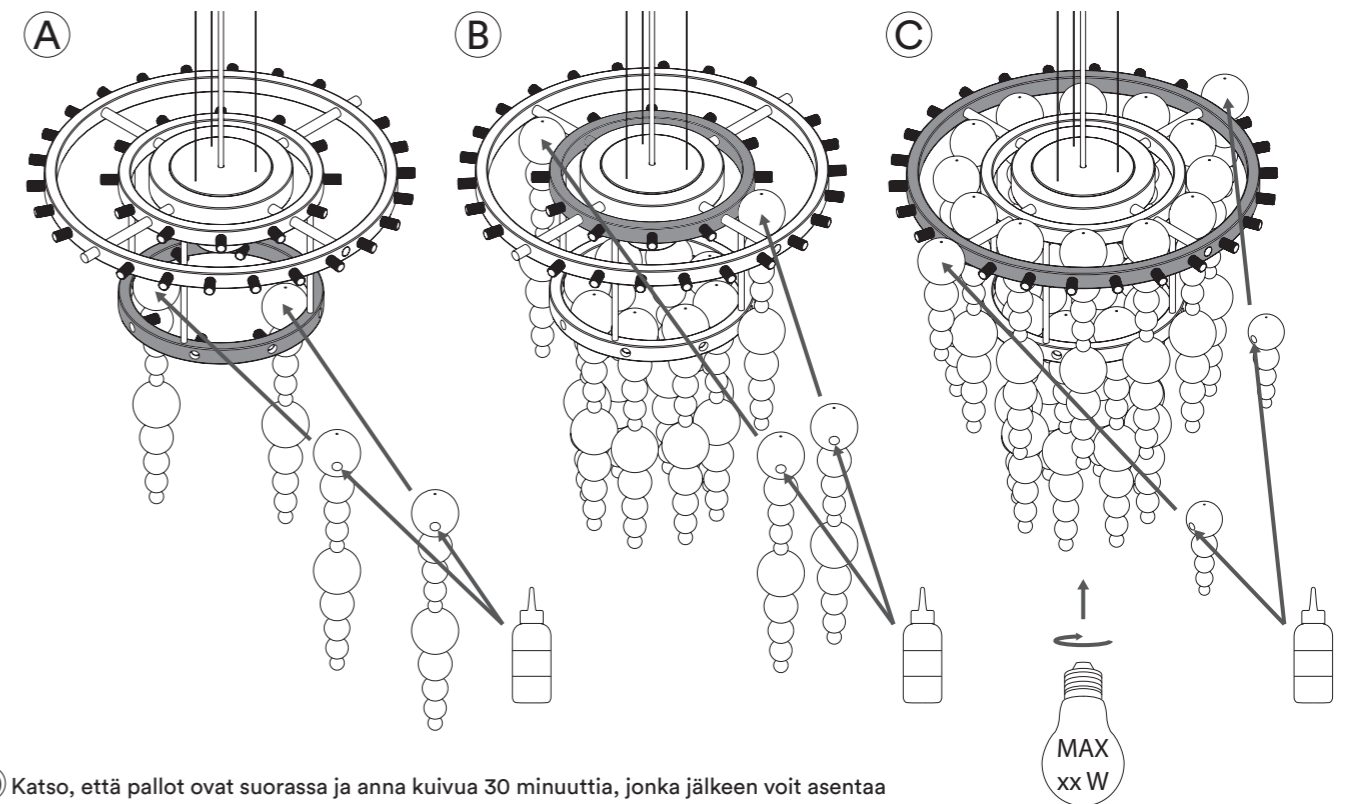 A
B
C
MAX
xx W
Katso, että pallot ovat suorassa ja anna kuivua 30 minuuttia, jonka jälkeen voit asentaa